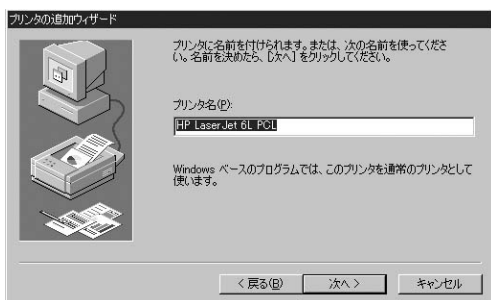 プリンタの追加ウィザード
プリンタに名前を付けられます。または、次の名前を使ってくださ
い。名前を決めたら、[次へ] をクリックしてください。
プリンタ名(P):
HP LaserJet 6L PCL
Windows ベースのプログラムでは、このプリンタを通常のプリンタとして
使います。
< 戻る(B)
次へ >
キャンセル